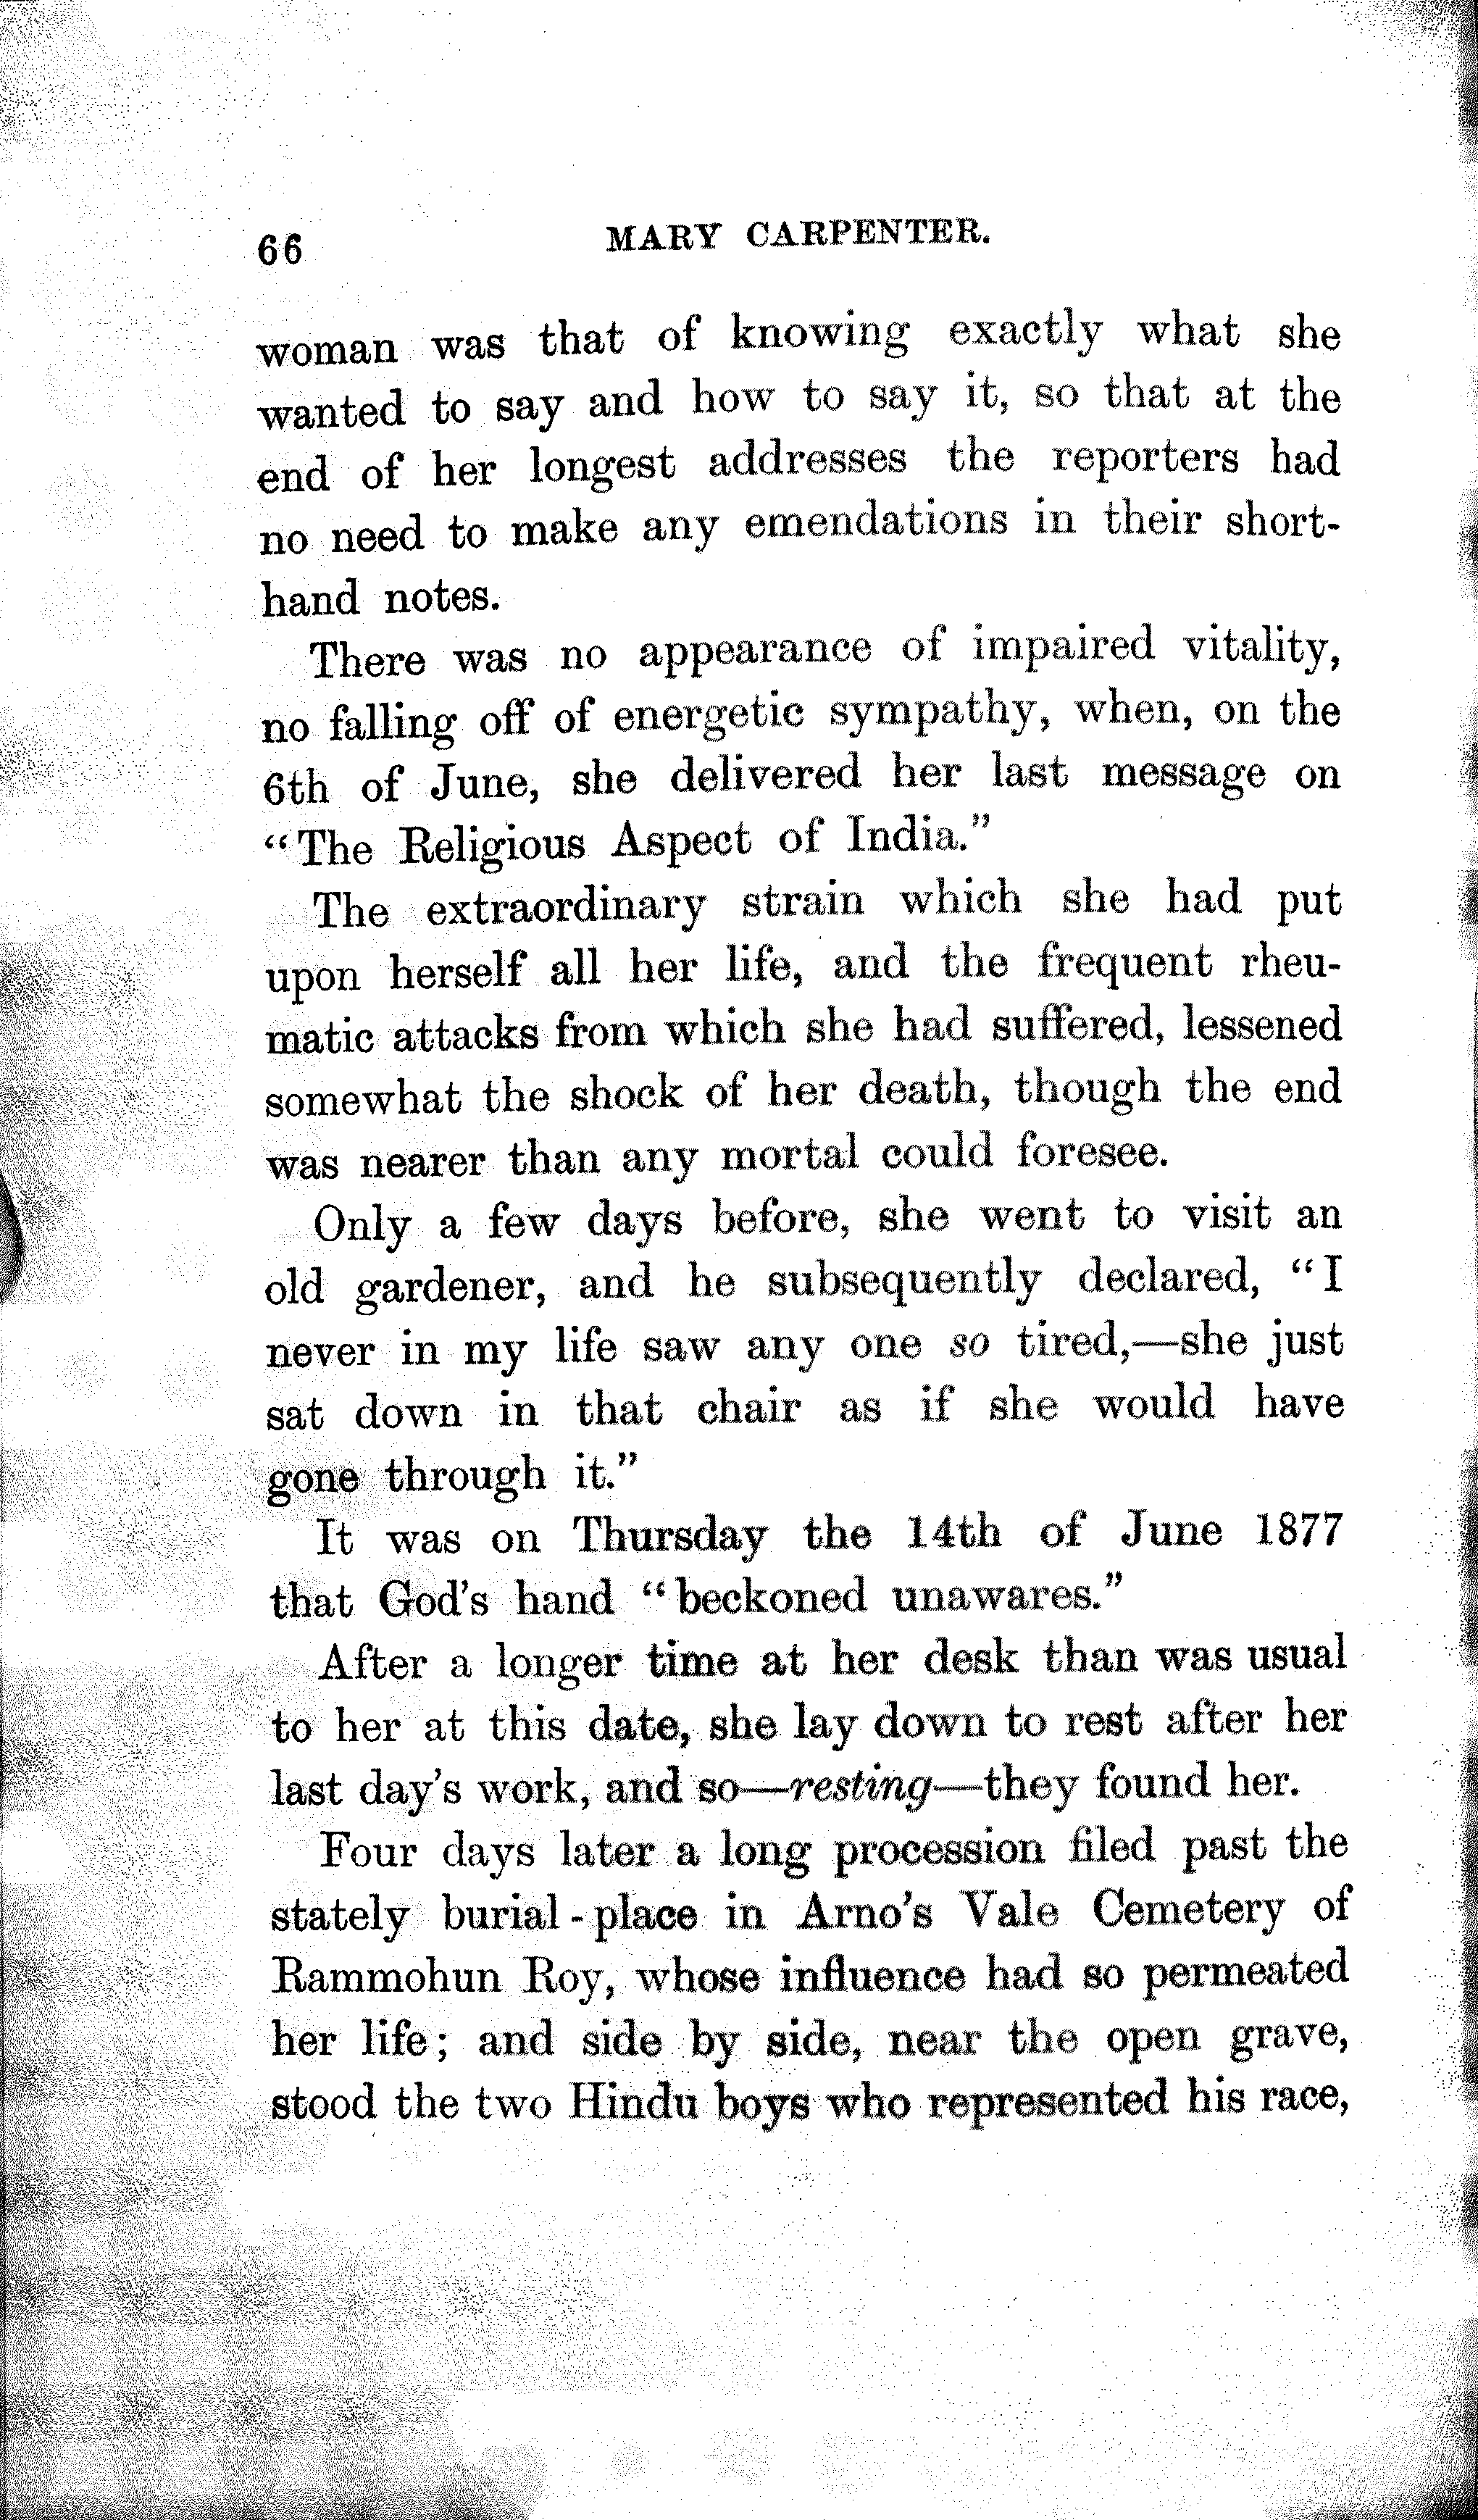 66
MARY CARPENTER.
woman was that of knowing exactly what she
wanted to say and how to say it, so that at the
end of her longest addresses the reporters had
no need to make any emendations in their short-
hand notes.
There was no appearance of impaired vitality,
no falling off of energetic sympathy, when, on the
6th of June, she delivered her last message on
“The Religious Aspect of India.”
The extraordinary strain which she had put
upon herself all her life, and the frequent rheu-
matic attacks from which she had suffered, lessened
somewhat the shock of her death, though the end
was nearer than any mortal could foresee.
Only a few days before, she went to visit an
old gardener, and he subsequently declared, “I
never in my life saw any one so tired,—she just
sat down in that chair as if she would have
gone through it.”
It was on Thursday the 14th of June 1877
that God's hand “beckoned unawares.”
After a longer time at her desk than was usual
to her at this date, she lay down to rest after her
last day's work, and so—resting—they found her.
Four days later a long procession filed past the
stately burial-place in Arno's Vale Cemetery of
Rammohun Roy, whose influence had so permeated
her life; and side by side, near the open grave,
stood the two Hindu boys who represented his race,